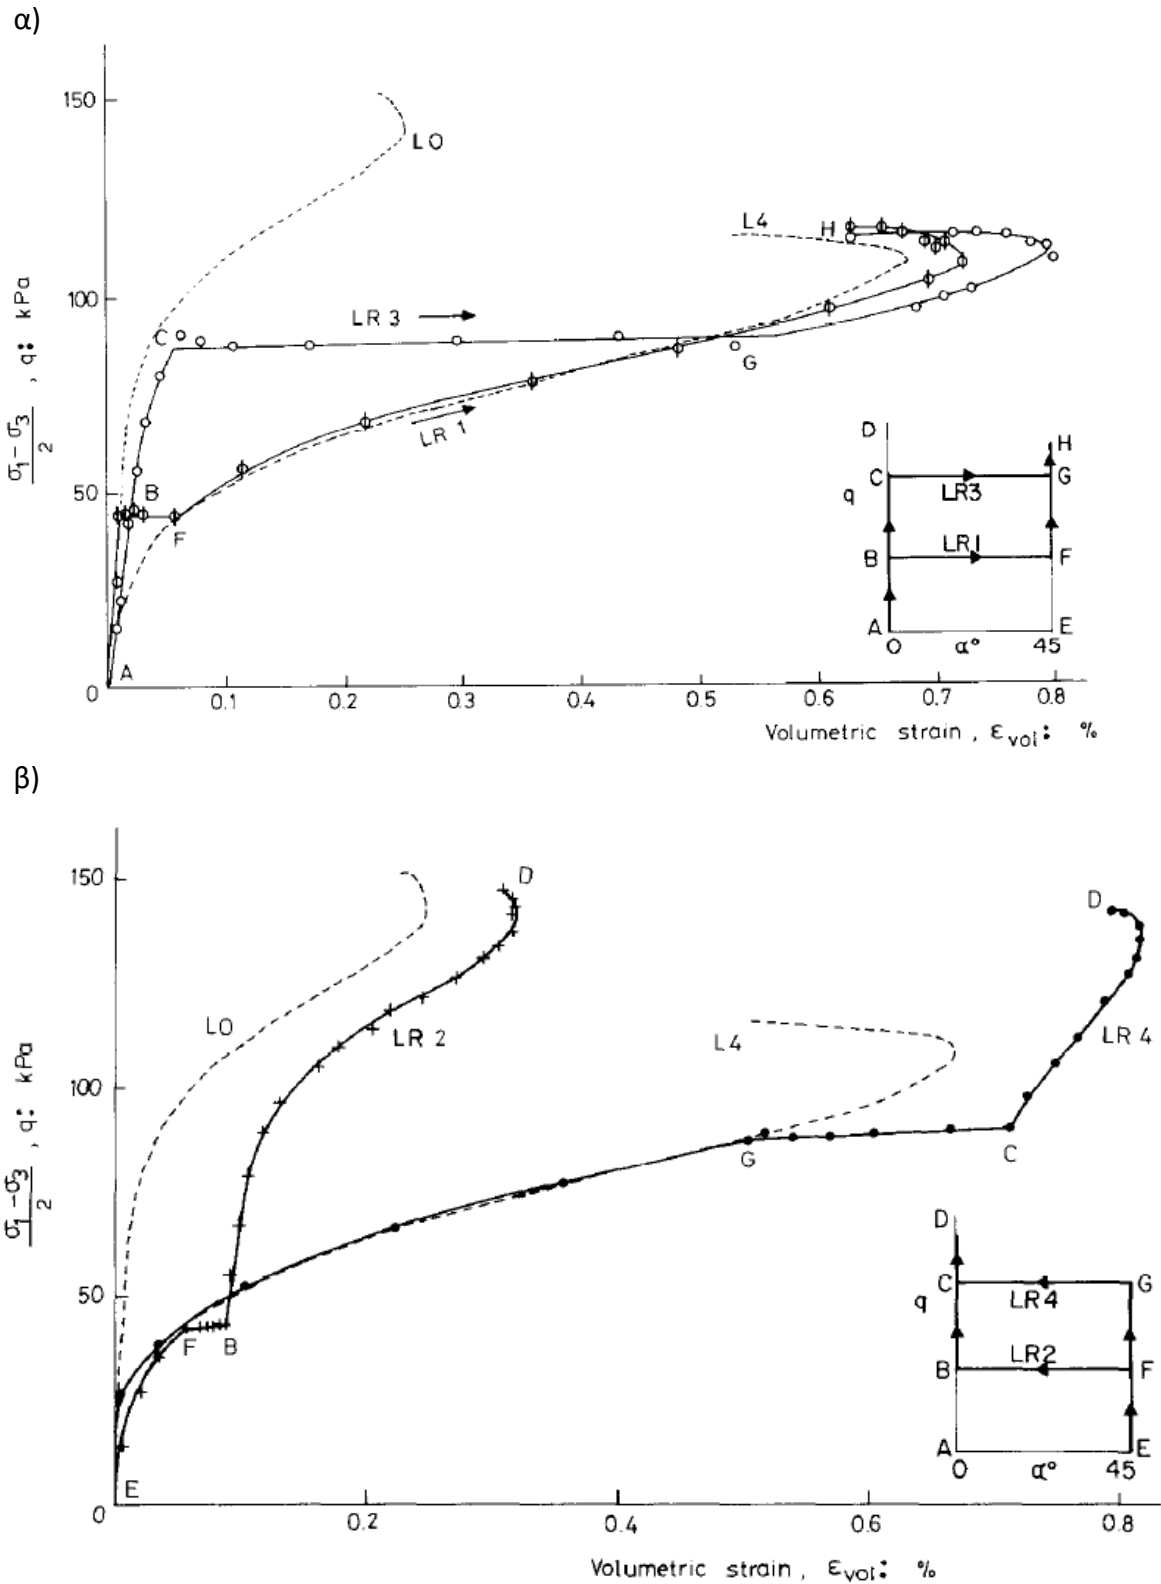 α)
150
100
50
0
σ₁ − σ₃ / 2 , q: kPa
L0
L4
H
LR 3
C
G
LR 1
B
F
A
D
H
C
G
q
LR3
LR1
B
F
A
E
0
α°
45
0.1 0.2 0.3 0.4 0.5 0.6 0.7 0.8
Volumetric strain, εvol: %
β)
150
100
50
0
σ₁ − σ₃ / 2 , q: kPa
D
D
L0
LR 2
L4
LR 4
G
C
F
B
E
D
C
G
q
LR4
LR2
B
F
A
E
0
α°
45
0.2 0.4 0.6 0.8
Volumetric strain, εvol: %